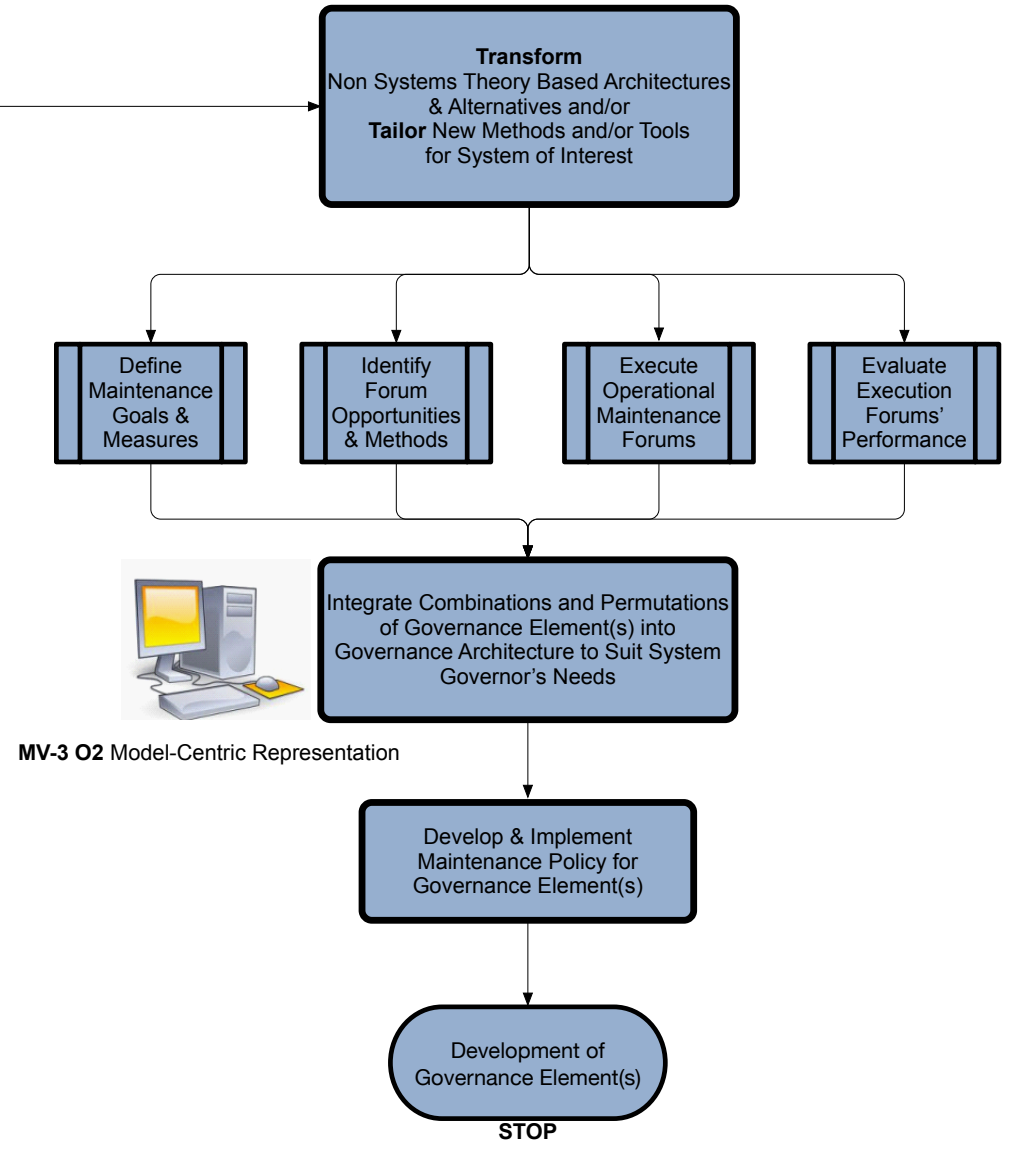 Transform
Non Systems Theory Based Architectures
& Alternatives and/or
Tailor New Methods and/or Tools
for System of Interest
Define
Maintenance
Goals &
Measures
Identify
Forum
Opportunities
& Methods
Execute
Operational
Maintenance
Forums
Evaluate
Execution
Forums’
Performance
Integrate Combinations and Permutations
of Governance Element(s) into
Governance Architecture to Suit System
Governor’s Needs
MV-3 O2 Model-Centric Representation
Develop & Implement
Maintenance Policy for
Governance Element(s)
Development of
Governance Element(s)
STOP